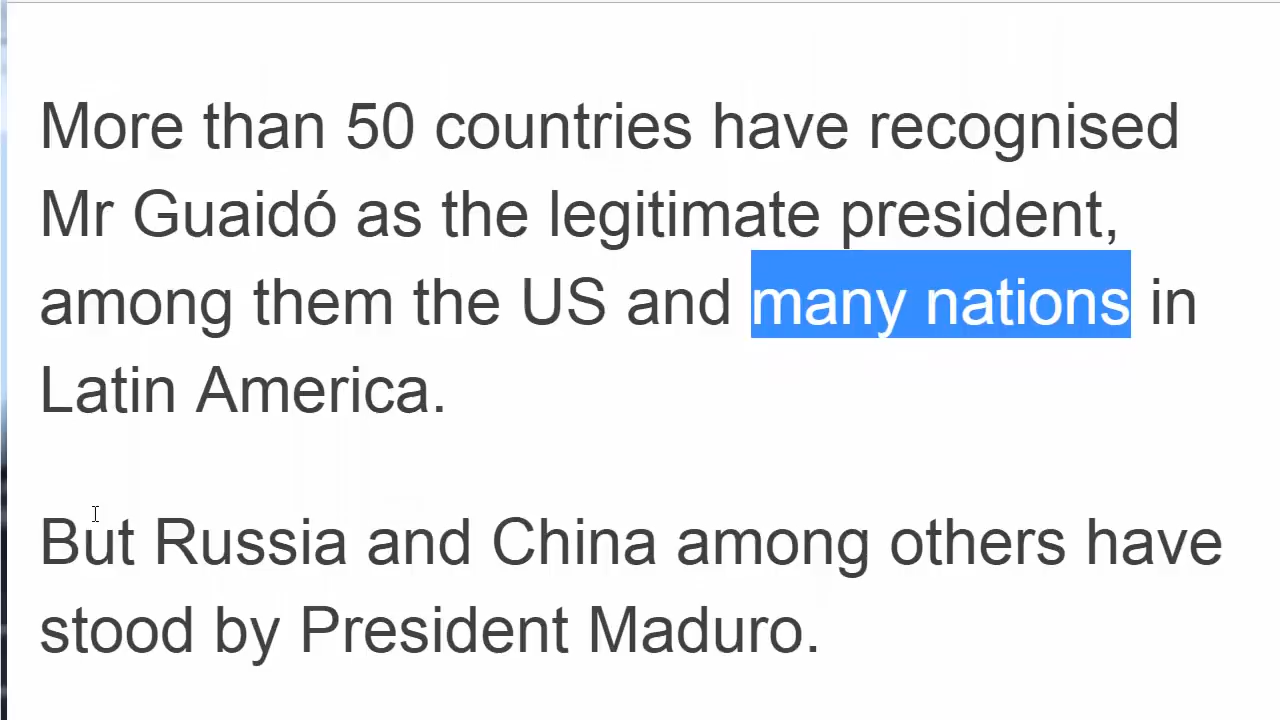 More than 50 countries have recognised
Mr Guaidó as the legitimate president,
among them the US and many nations in
Latin America.
But Russia and China among others have
stood by President Maduro.